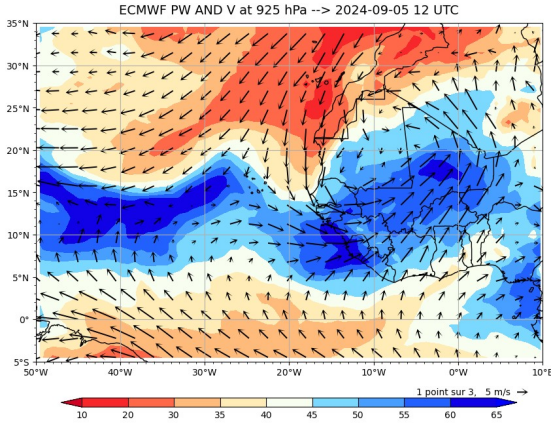 ECMWF PW AND V at 925 hPa --> 2024-09-05 12 UTC
35°N
30°N
25°N
20°N
15°N
10°N
5°N
0°
5°S
50°W 40°W 30°W 20°W 10°W 0°W 10°E
1 point sur 3, 5 m/s
10 20 30 35 40 45 50 55 60 65